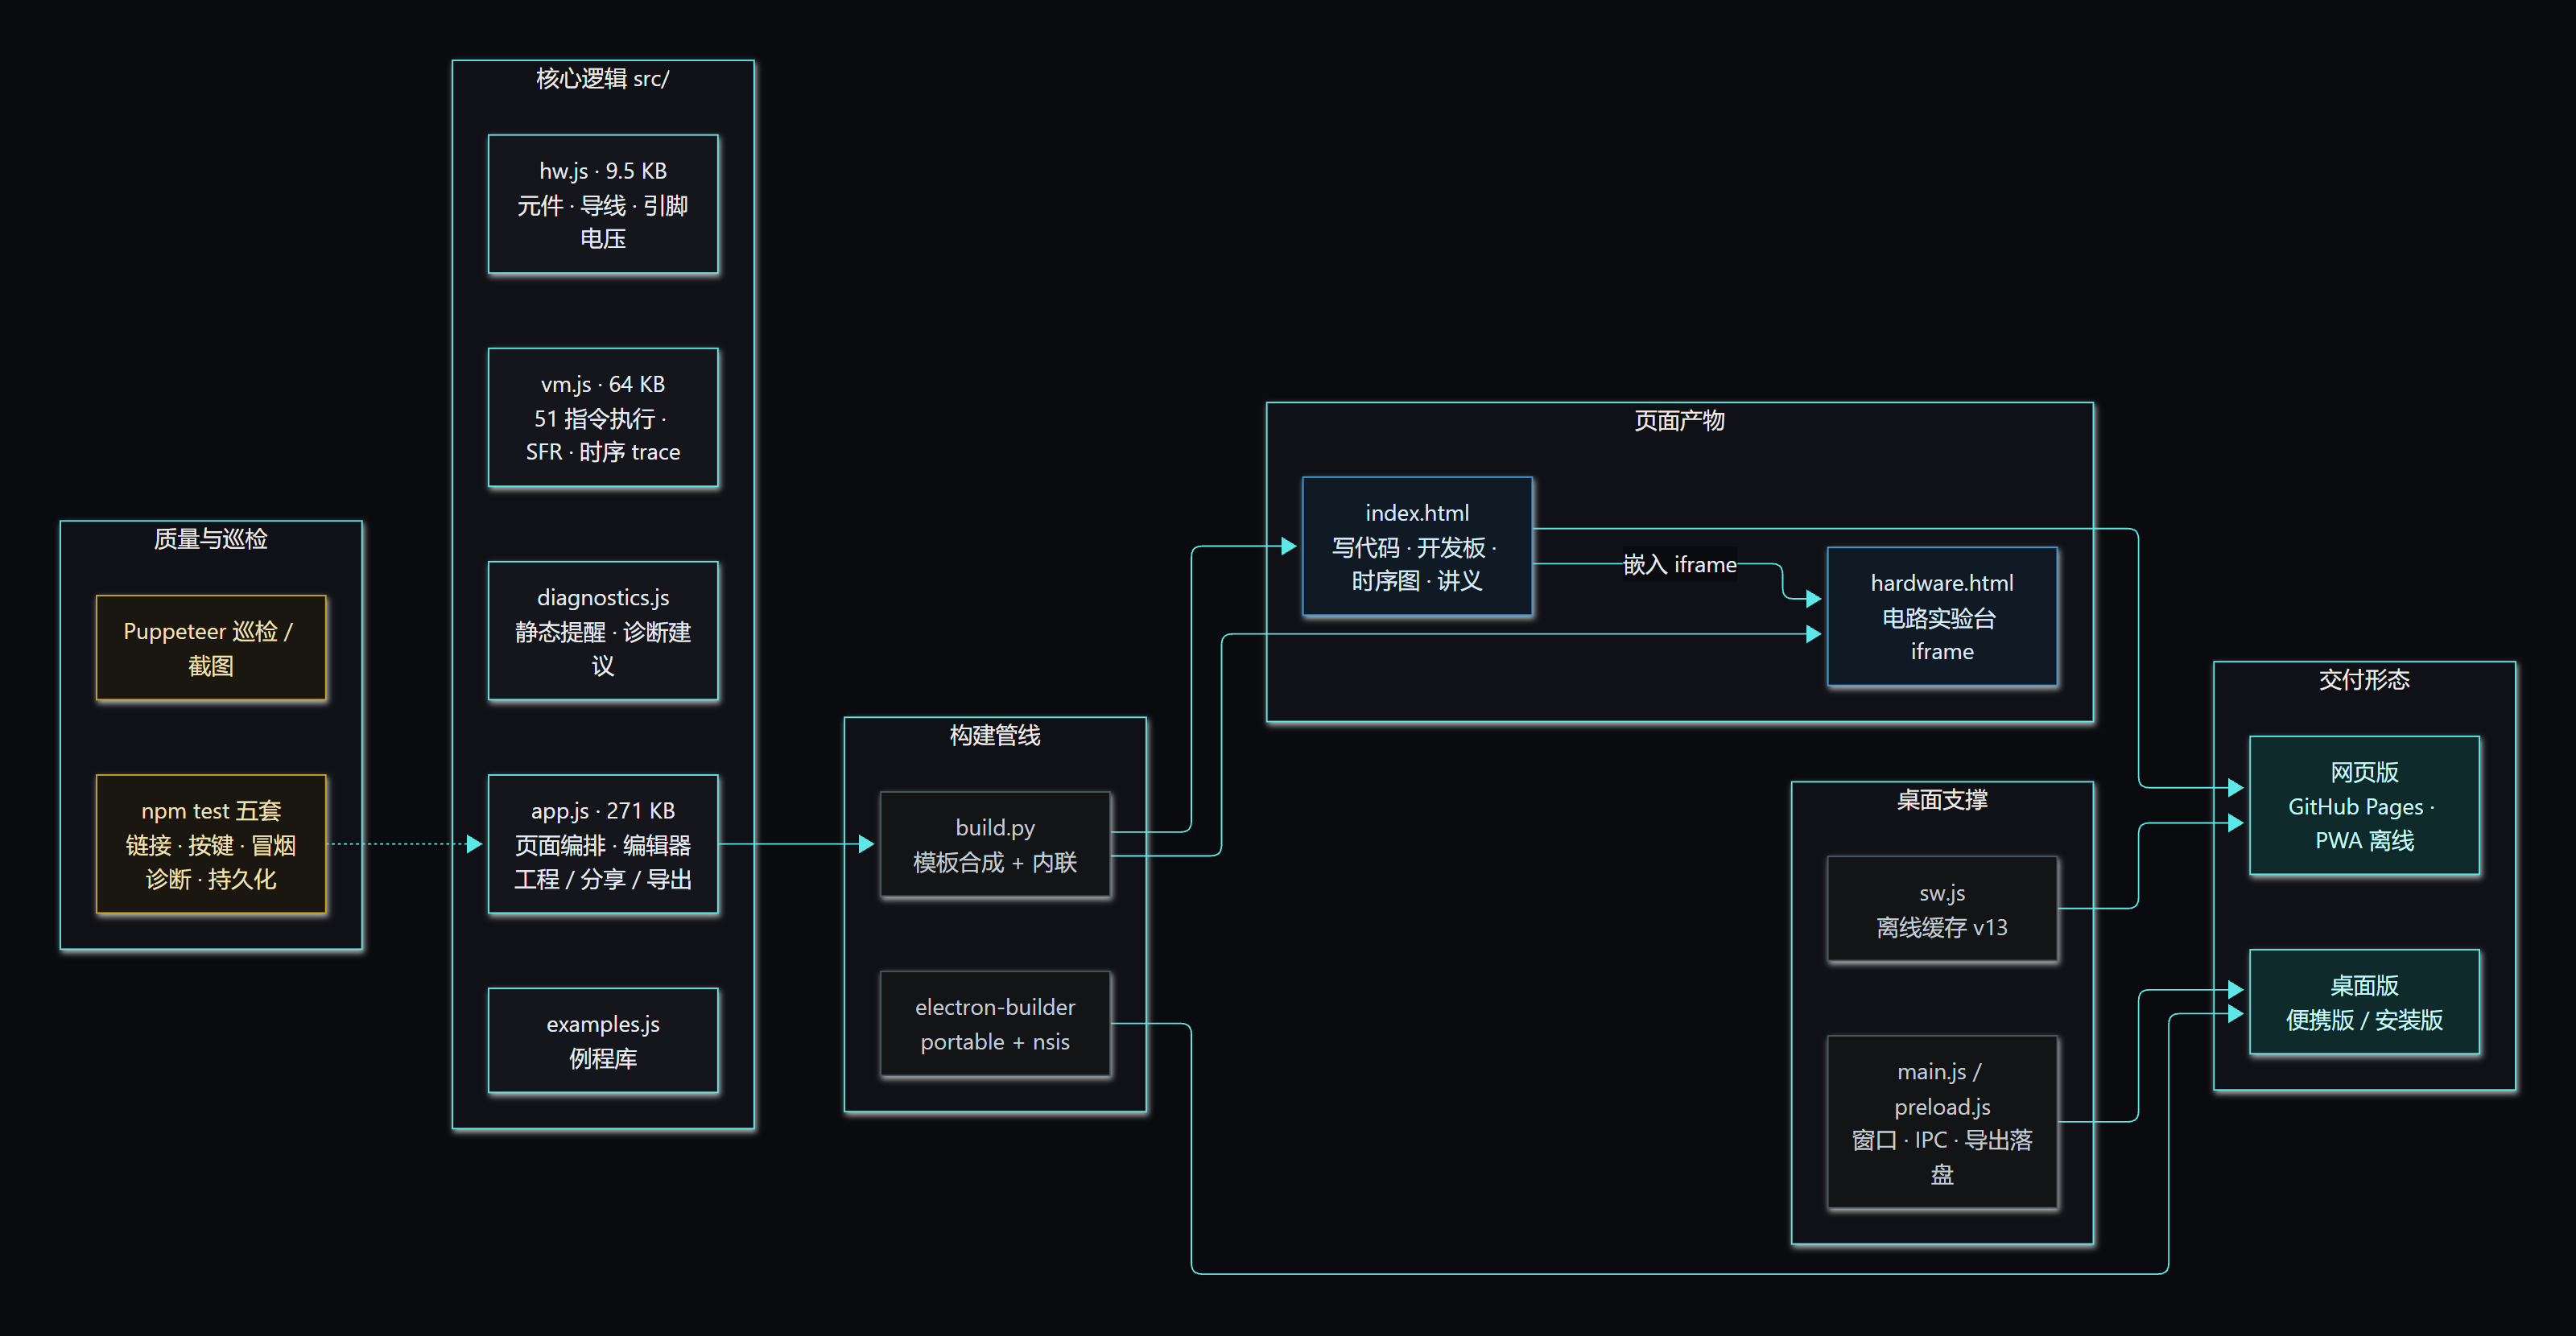 质量与巡检
Puppeteer 巡检 /
截图
npm test 五套
链接 · 按键 · 冒烟
诊断 · 持久化
核心逻辑 src/
hw.js · 9.5 KB
元件 · 导线 · 引脚
电压
vm.js · 64 KB
51 指令执行 ·
SFR · 时序 trace
diagnostics.js
静态提醒 · 诊断建
议
app.js · 271 KB
页面编排 · 编辑器
工程 / 分享 / 导出
examples.js
例程库
构建管线
build.py
模板合成 + 内联
electron-builder
portable + nsis
页面产物
index.html
写代码 · 开发板 ·
时序图 · 讲义
嵌入 iframe
hardware.html
电路实验台
iframe
桌面支撑
sw.js
离线缓存 v13
main.js /
preload.js
窗口 · IPC · 导出落
盘
交付形态
网页版
GitHub Pages ·
PWA 离线
桌面版
便携版 / 安装版